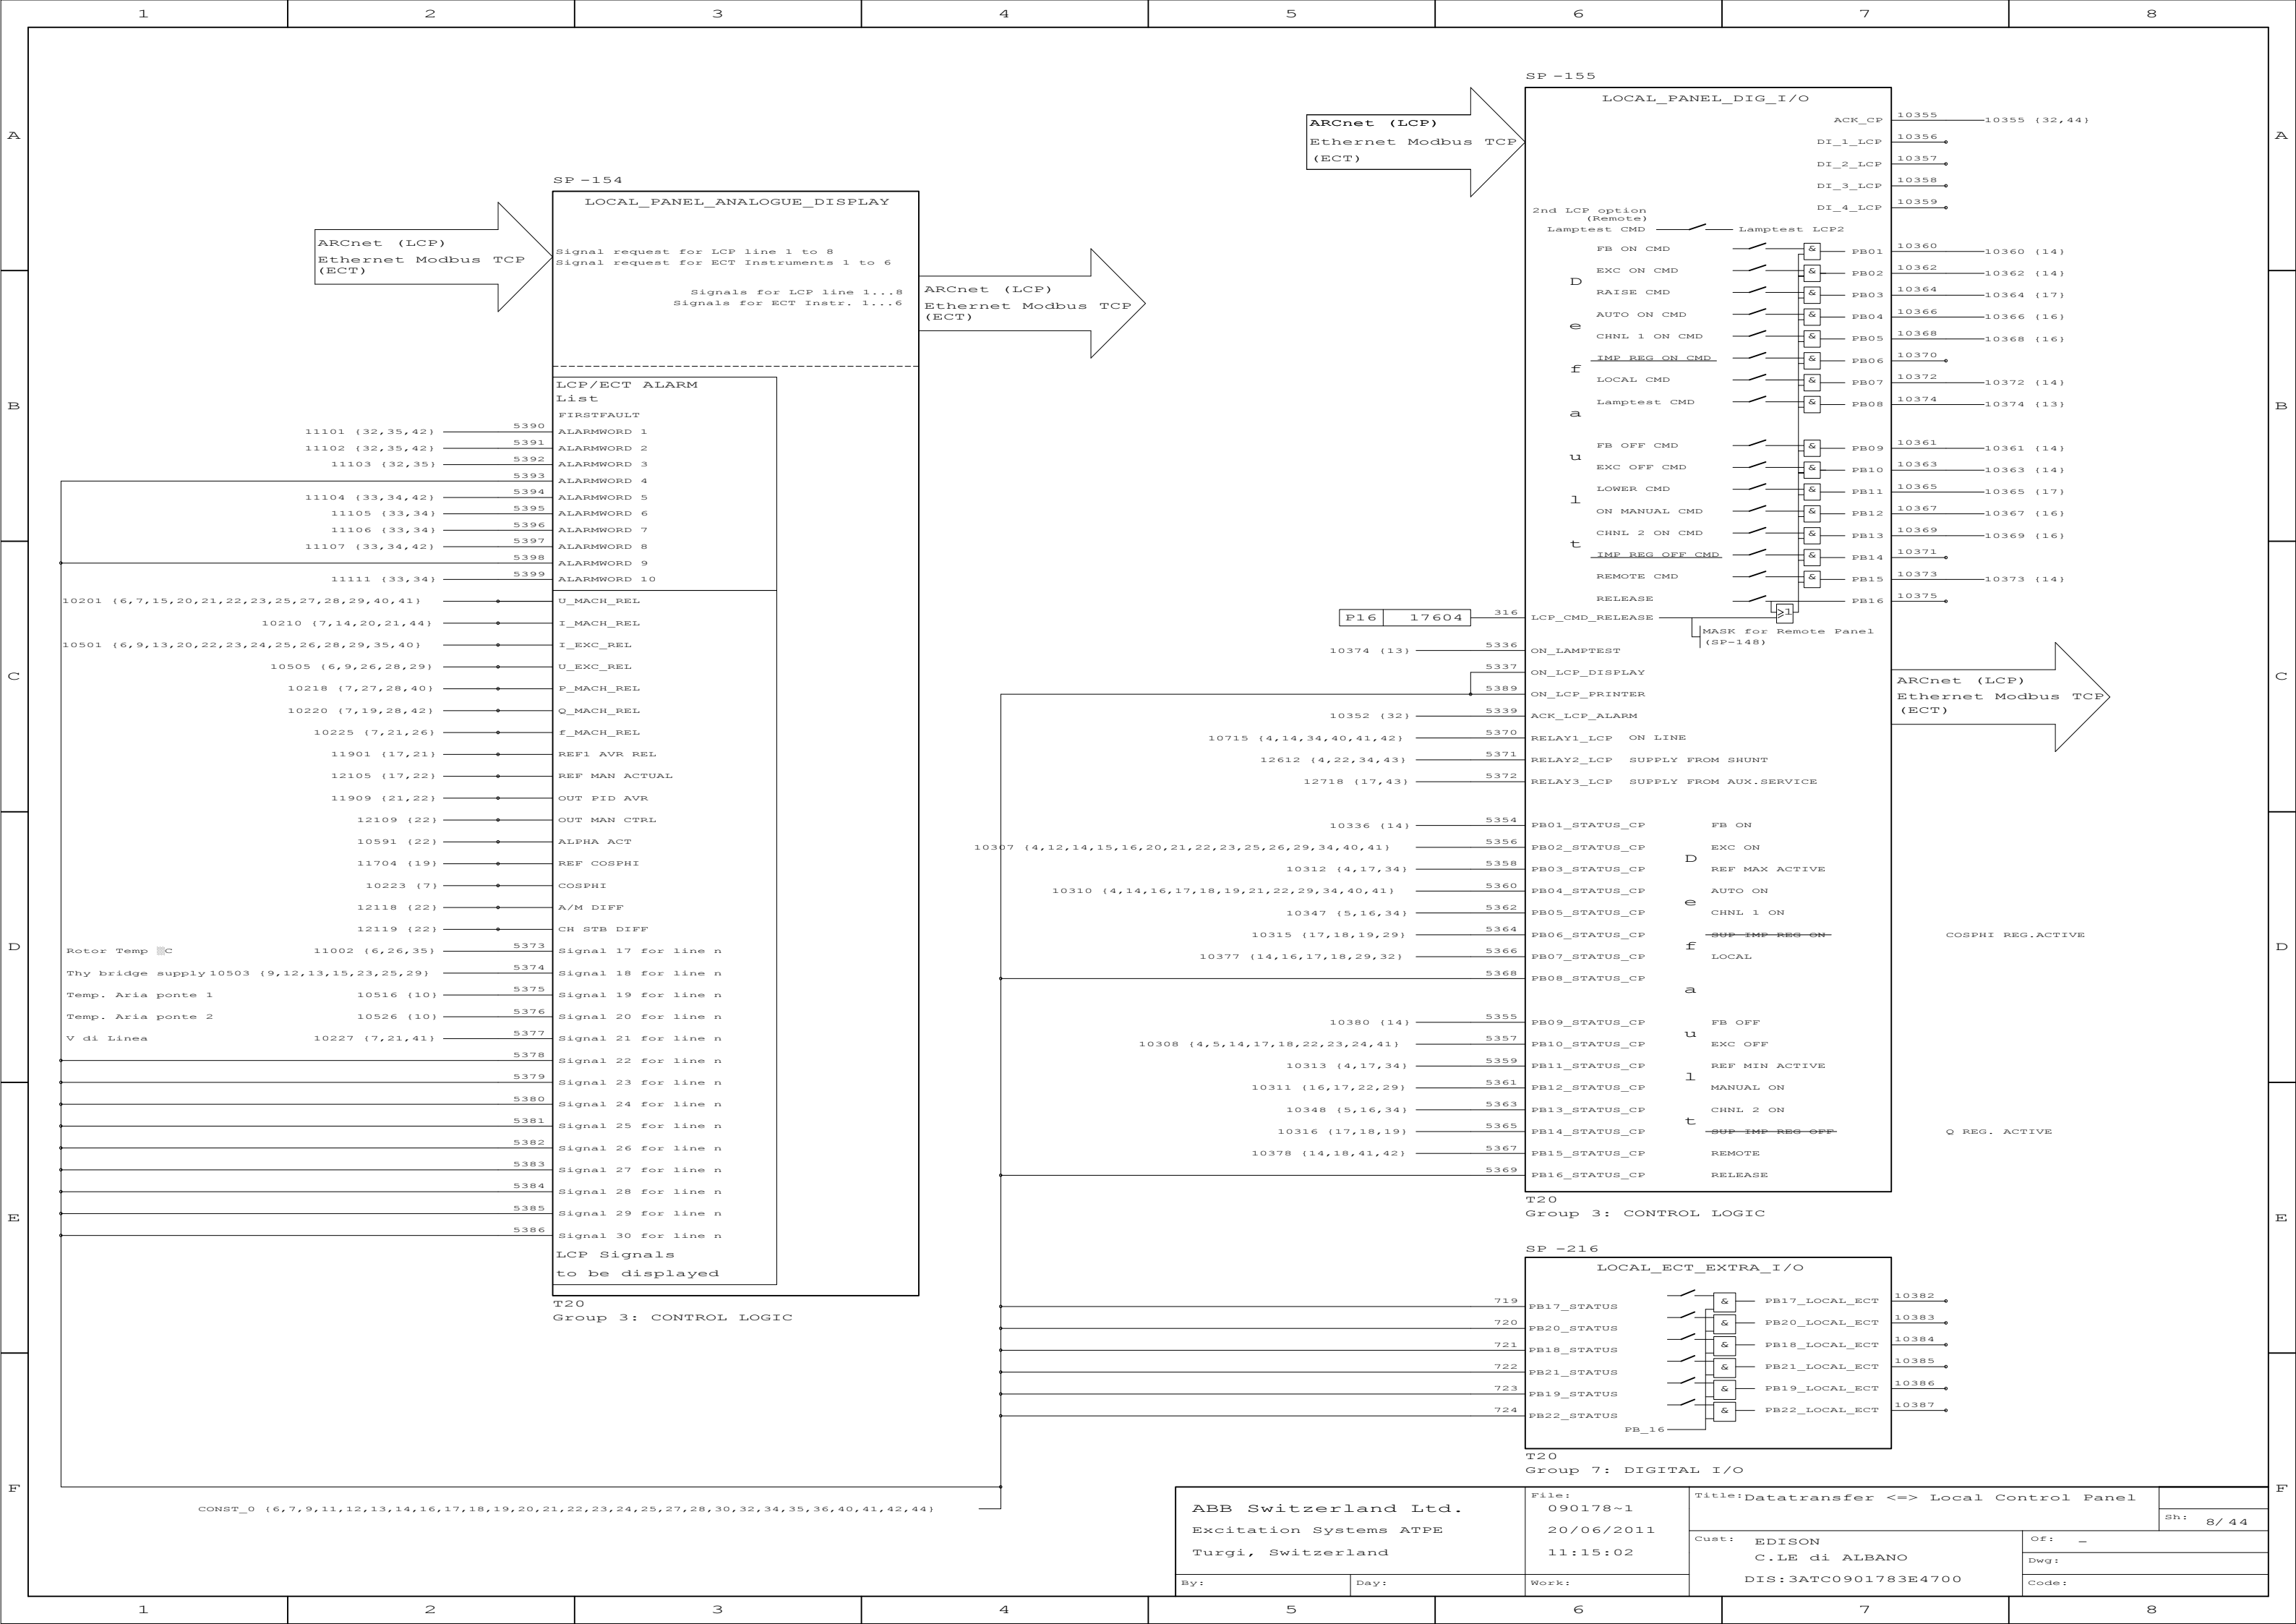 1 2 3 4 5 6 7 8
A
B
C
D
E
F
SP -154
LOCAL_PANEL_ANALOGUE_DISPLAY
ARCnet (LCP)
Ethernet Modbus TCP
(ECT)
Signal request for LCP line 1 to 8
Signal request for ECT Instruments 1 to 6
Signals for LCP line 1...8
Signals for ECT Instr. 1...6
ARCnet (LCP)
Ethernet Modbus TCP
(ECT)
LCP/ECT ALARM
List
FIRSTFAULT
11101 (32,35,42) 5390 ALARMWORD 1
11102 (32,35,42) 5391 ALARMWORD 2
11103 (32,35) 5392 ALARMWORD 3
5393 ALARMWORD 4
11104 (33,34,42) 5394 ALARMWORD 5
11105 (33,34) 5395 ALARMWORD 6
11106 (33,34) 5396 ALARMWORD 7
11107 (33,34,42) 5397 ALARMWORD 8
5398 ALARMWORD 9
11111 (33,34) 5399 ALARMWORD 10
10201 (6,7,15,20,21,22,23,25,27,28,29,40,41) U_MACH_REL
10210 (7,14,20,21,44) I_MACH_REL
10501 (6,9,13,20,22,23,24,25,26,28,29,35,40) I_EXC_REL
10505 (6,9,26,28,29) U_EXC_REL
10218 (7,27,28,40) P_MACH_REL
10220 (7,19,28,42) Q_MACH_REL
10225 (7,21,26) f_MACH_REL
11901 (17,21) REF1 AVR REL
12105 (17,22) REF MAN ACTUAL
11909 (21,22) OUT PID AVR
12109 (22) OUT MAN CTRL
10591 (22) ALPHA ACT
11704 (19) REF COSPHI
10223 (7) COSPHI
12118 (22) A/M DIFF
12119 (22) CH STB DIFF
Rotor Temp C 11002 (6,26,35) 5373 Signal 17 for line n
Thy bridge supply 10503 (9,12,13,15,23,25,29) 5374 Signal 18 for line n
Temp. Aria ponte 1 10516 (10) 5375 Signal 19 for line n
Temp. Aria ponte 2 10526 (10) 5376 Signal 20 for line n
V di Linea 10227 (7,21,41) 5377 Signal 21 for line n
5378 Signal 22 for line n
5379 Signal 23 for line n
5380 Signal 24 for line n
5381 Signal 25 for line n
5382 Signal 26 for line n
5383 Signal 27 for line n
5384 Signal 28 for line n
5385 Signal 29 for line n
5386 Signal 30 for line n
LCP Signals
to be displayed
T20
Group 3: CONTROL LOGIC
CONST_0 (6,7,9,11,12,13,14,16,17,18,19,20,21,22,23,24,25,27,28,30,32,34,35,36,40,41,42,44)
SP -155
LOCAL_PANEL_DIG_I/O
ARCnet (LCP)
Ethernet Modbus TCP
(ECT)
ACK_CP 10355 10355 (32,44)
DI_1_LCP 10356
DI_2_LCP 10357
DI_3_LCP 10358
DI_4_LCP 10359
2nd LCP option
(Remote)
Lamptest CMD Lamptest LCP2
Default
FB ON CMD & PB01 10360 10360 (14)
EXC ON CMD & PB02 10362 10362 (14)
RAISE CMD & PB03 10364 10364 (17)
AUTO ON CMD & PB04 10366 10366 (16)
CHNL 1 ON CMD & PB05 10368 10368 (16)
IMP REG ON CMD & PB06 10370
LOCAL CMD & PB07 10372 10372 (14)
Lamptest CMD & PB08 10374 10374 (13)
FB OFF CMD & PB09 10361 10361 (14)
EXC OFF CMD & PB10 10363 10363 (14)
LOWER CMD & PB11 10365 10365 (17)
ON MANUAL CMD & PB12 10367 10367 (16)
CHNL 2 ON CMD & PB13 10369 10369 (16)
IMP REG OFF CMD & PB14 10371
REMOTE CMD & PB15 10373 10373 (14)
RELEASE PB16 10375
P16 17604 316 LCP_CMD_RELEASE >1
MASK for Remote Panel
(SP-148)
10374 (13) 5336 ON_LAMPTEST
5337 ON_LCP_DISPLAY
5389 ON_LCP_PRINTER
10352 (32) 5339 ACK_LCP_ALARM
10715 (4,14,34,40,41,42) 5370 RELAY1_LCP ON LINE
12612 (4,22,34,43) 5371 RELAY2_LCP SUPPLY FROM SHUNT
12718 (17,43) 5372 RELAY3_LCP SUPPLY FROM AUX.SERVICE
ARCnet (LCP)
Ethernet Modbus TCP
(ECT)
Default
10336 (14) 5354 PB01_STATUS_CP FB ON
10307 (4,12,14,15,16,20,21,22,23,25,26,29,34,40,41) 5356 PB02_STATUS_CP EXC ON
10312 (4,17,34) 5358 PB03_STATUS_CP REF MAX ACTIVE
10310 (4,14,16,17,18,19,21,22,29,34,40,41) 5360 PB04_STATUS_CP AUTO ON
10347 (5,16,34) 5362 PB05_STATUS_CP CHNL 1 ON
10315 (17,18,19,29) 5364 PB06_STATUS_CP SUP IMP REG ON COSPHI REG.ACTIVE
10377 (14,16,17,18,29,32) 5366 PB07_STATUS_CP LOCAL
5368 PB08_STATUS_CP
10380 (14) 5355 PB09_STATUS_CP FB OFF
10308 (4,5,14,17,18,22,23,24,41) 5357 PB10_STATUS_CP EXC OFF
10313 (4,17,34) 5359 PB11_STATUS_CP REF MIN ACTIVE
10311 (16,17,22,29) 5361 PB12_STATUS_CP MANUAL ON
10348 (5,16,34) 5363 PB13_STATUS_CP CHNL 2 ON
10316 (17,18,19) 5365 PB14_STATUS_CP SUP IMP REG OFF Q REG. ACTIVE
10378 (14,18,41,42) 5367 PB15_STATUS_CP REMOTE
5369 PB16_STATUS_CP RELEASE
T20
Group 3: CONTROL LOGIC
SP -216
LOCAL_ECT_EXTRA_I/O
719 PB17_STATUS & PB17_LOCAL_ECT 10382
720 PB20_STATUS & PB20_LOCAL_ECT 10383
721 PB18_STATUS & PB18_LOCAL_ECT 10384
722 PB21_STATUS & PB21_LOCAL_ECT 10385
723 PB19_STATUS & PB19_LOCAL_ECT 10386
724 PB22_STATUS & PB22_LOCAL_ECT 10387
PB_16
T20
Group 7: DIGITAL I/O
ABB Switzerland Ltd.
Excitation Systems ATPE
Turgi, Switzerland
By: Day:
File:
090178~1
20/06/2011
11:15:02
Work:
Title: Datatransfer <=> Local Control Panel
Sh: 8/ 44
Cust: EDISON
C.LE di ALBANO
DIS:3ATC0901783E4700
Of: _
Dwg:
Code:
A
B
C
D
E
F
1 2 3 4 5 6 7 8